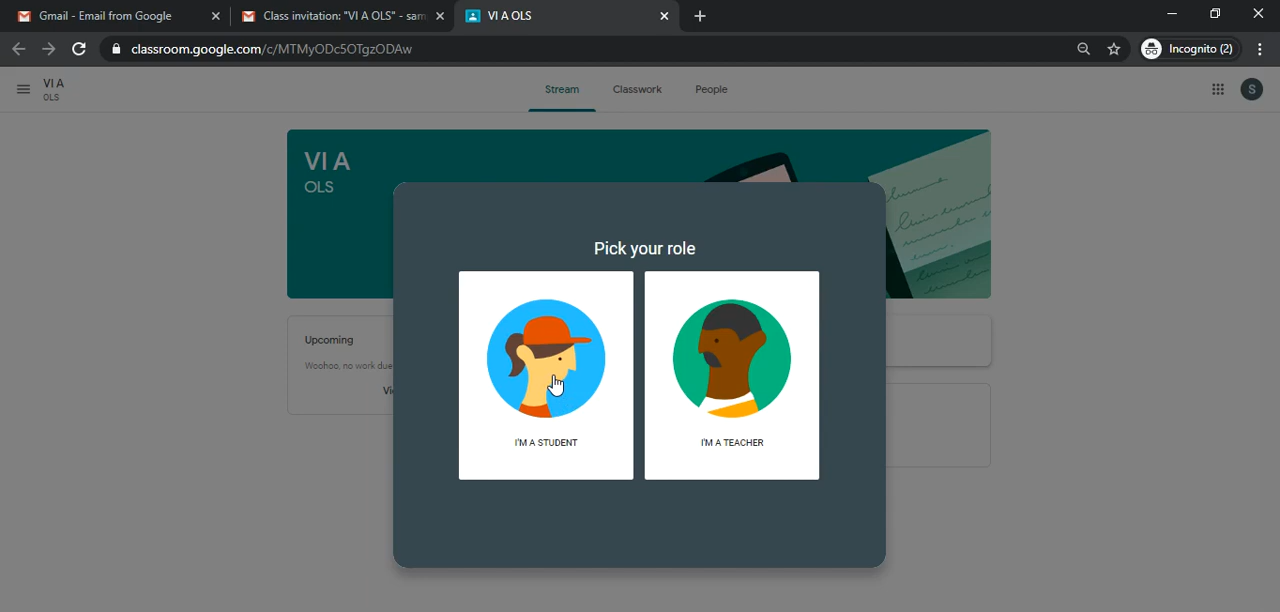 Gmail - Email from Google
Class invitation: "VI A OLS" - sam
VI A OLS
classroom.google.com/c/MTMyODc5OTgzODAw
Incognito (2)
VI A
OLS
Stream
Classwork
People
S
VI A
OLS
Pick your role
Upcoming
Woohoo, no work due
Vi
I'M A STUDENT
I'M A TEACHER